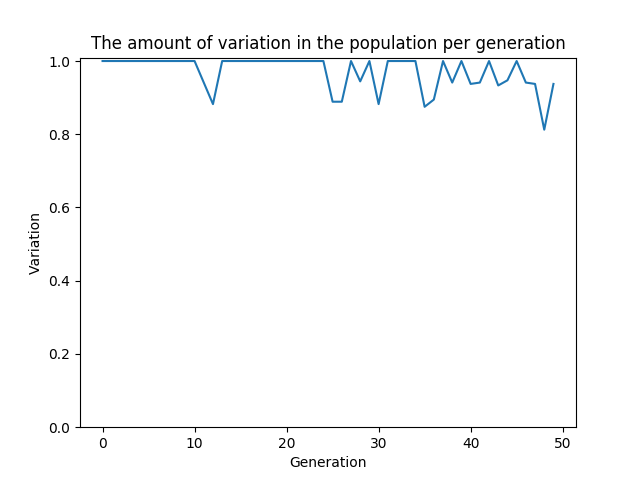 The amount of variation in the population per generation
1.0
0.8
0.6
0.4
0.2
0.0
Variation
0 10 20 30 40 50
Generation